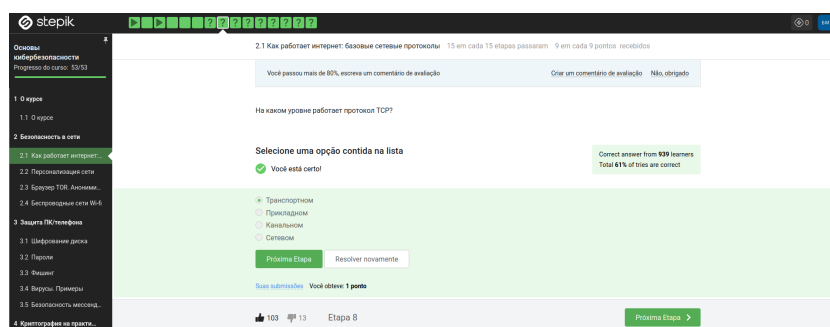 stepik
? ? ? ? ? ? ? ? ?
0
Основы
кибербезопасности
Progresso do curso: 53/53
1 О курсе
1.1 О курсе
2 Безопасность в сети
2.1 Как работает интернет:...
2.2 Персонализация сети
2.3 Браузер TOR. Аноними...
2.4 Беспроводные сети Wi-fi
3 Защита ПК/телефона
3.1 Шифрование диска
3.2 Пароли
3.3 Фишинг
3.4 Вирусы. Примеры
3.5 Безопасность мессенд...
4 Криптография на практи...
2.1 Как работает интернет: базовые сетевые протоколы 15 em cada 15 etapas passaram 9 em cada 9 pontos recebidos
Você passou mais de 80%, escreva um comentário de avaliação Criar um comentário de avaliação Não, obrigado
На каком уровне работает протокол TCP?
Selecione uma opção contida na lista
Você está certo!
Correct answer from 939 learners
Total 61% of tries are correct
Транспортном
Прикладном
Канальном
Сетевом
Próxima Etapa Resolver novamente
Suas submissões Você obteve: 1 ponto
103 13 Etapa 8 Próxima Etapa